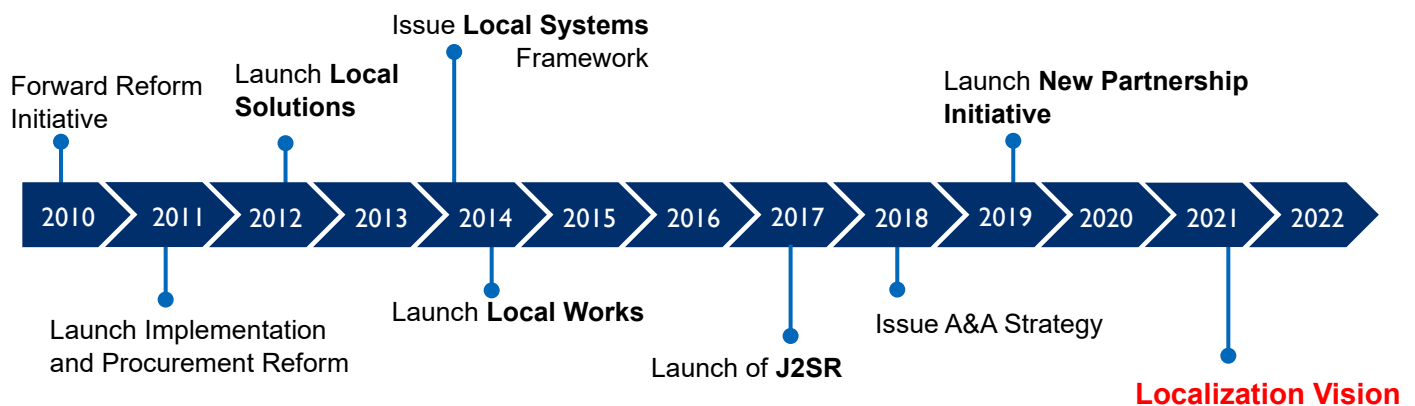 Issue Local Systems
Framework
Forward Reform
Initiative
Launch Local
Solutions
Launch New Partnership
Initiative
2010
2011
2012
2013
2014
2015
2016
2017
2018
2019
2020
2021
2022
Launch Implementation
and Procurement Reform
Launch Local Works
Launch of J2SR
Issue A&A Strategy
Localization Vision